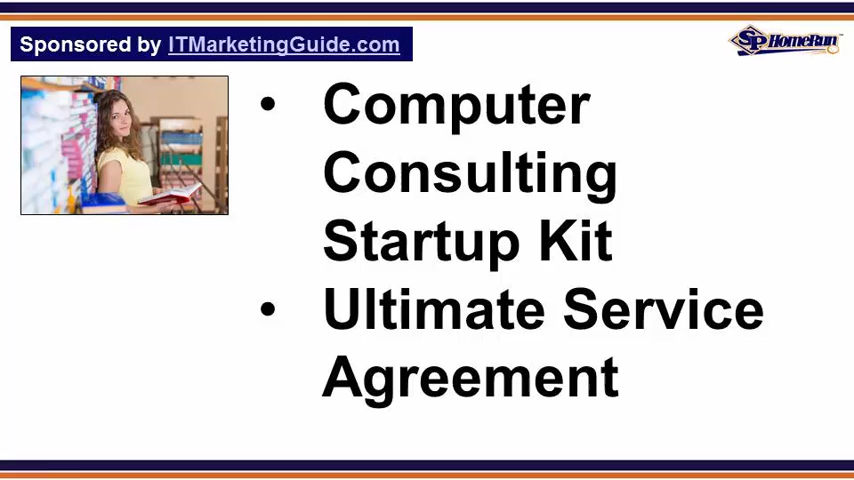 Sponsored by ITMarketingGuide.com
SP HomeRun
Computer
Consulting
Startup Kit
Ultimate Service
Agreement